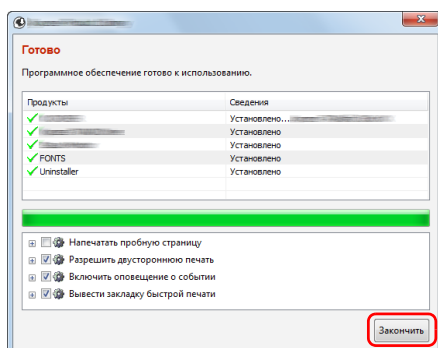 Готово
Программное обеспечение готово к использованию.
Продукты Сведения
Установлено...
Установлено
Установлено
FONTS Установлено
Uninstaller Установлено
Напечатать пробную страницу
Разрешить двустороннюю печать
Включить оповещение о событии
Вывести закладку быстрой печати
Закончить